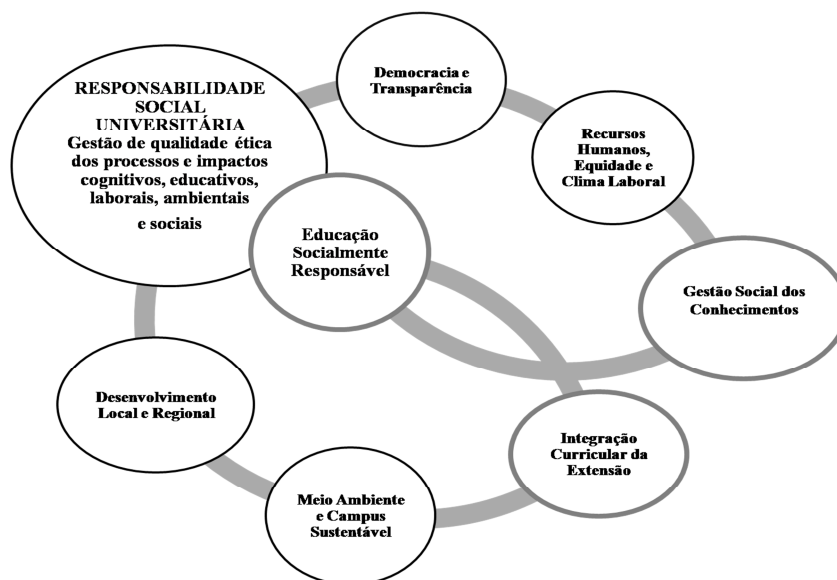 RESPONSABILIDADE
SOCIAL
UNIVERSITÁRIA
Gestão de qualidade ética
dos processos e impactos
cognitivos, educativos,
laborais, ambientais
e sociais
Democracia e
Transparência
Recursos
Humanos,
Equidade e
Clima Laboral
Educação
Socialmente
Responsável
Gestão Social dos
Conhecimentos
Desenvolvimento
Local e Regional
Integração
Curricular da
Extensão
Meio Ambiente
e Campus
Sustentável